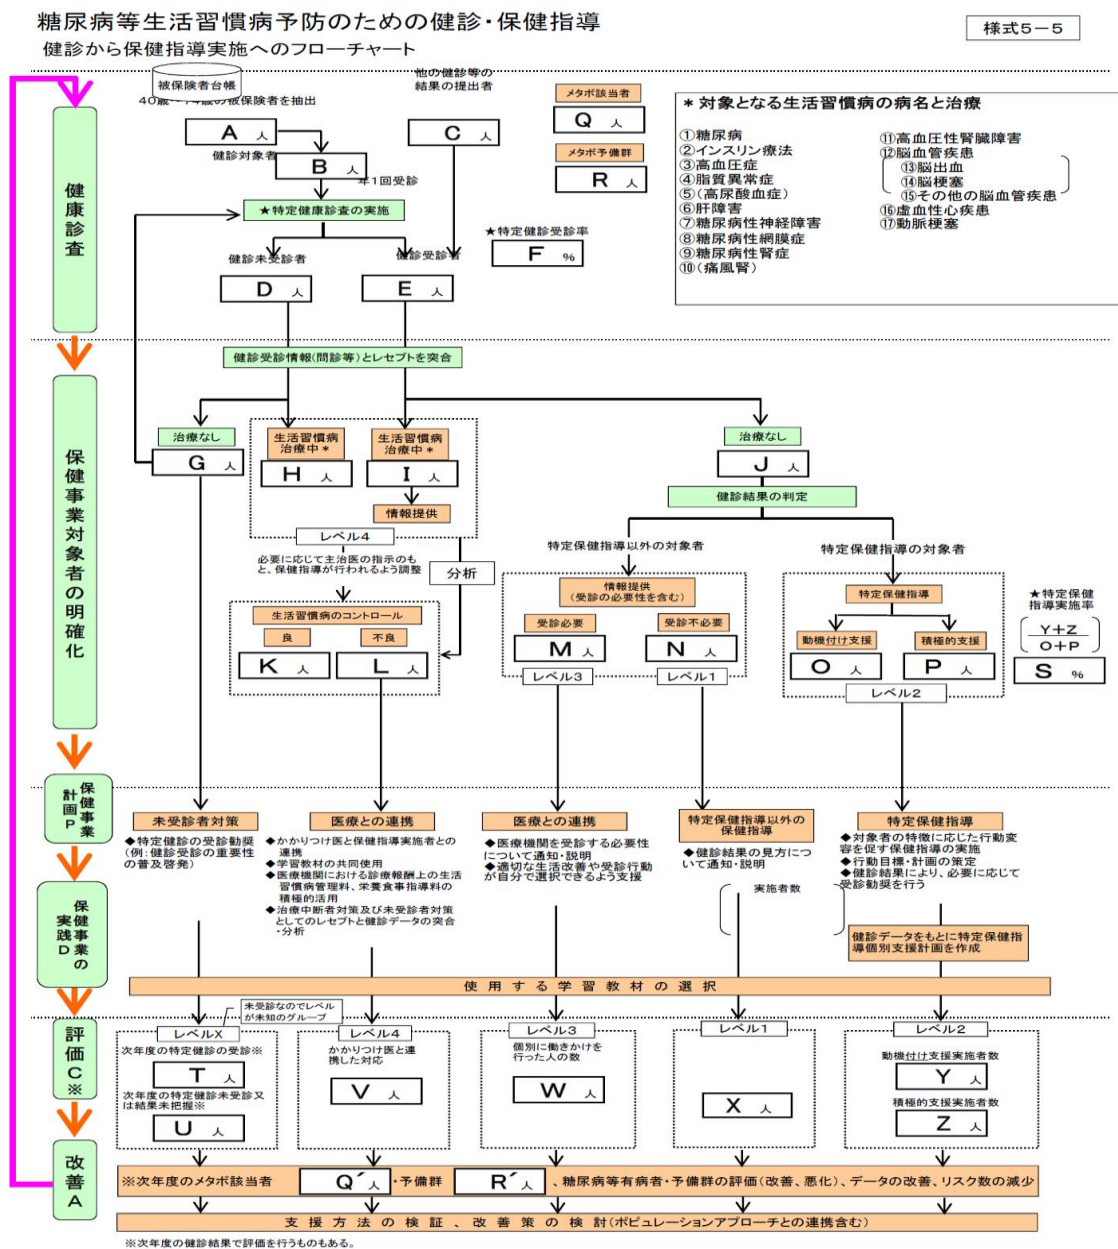 糖尿病等生活習慣病予防のための健診・保健指導
健診から保健指導実施へのフローチャート
様式5-5
被保険者台帳
40歳~74歳の被保険者を抽出
他の健診等の
結果の提出者
A 人
C 人
健診対象者
B 人
年1回受診
★特定健康診査の実施
健診未受診者
健診受診者
D 人
E 人
メタボ該当者
Q 人
メタボ予備群
R 人
★特定健診受診率
F %
*対象となる生活習慣病の病名と治療
①糖尿病
②インスリン療法
③高血圧症
④脂質異常症
⑤(高尿酸血症)
⑥肝障害
⑦糖尿病性神経障害
⑧糖尿病性網膜症
⑨糖尿病性腎症
⑩(痛風腎)
⑪高血圧性腎臓障害
⑫脳血管疾患
⑬脳出血
⑭脳梗塞
⑮その他の脳血管疾患
⑯虚血性心疾患
⑰動脈梗塞
健康診査
健診受診情報(問診等)とレセプトを突合
保健事業対象者の明確化
治療なし
G 人
生活習慣病
治療中*
H 人
生活習慣病
治療中*
I 人
情報提供
レベル4
必要に応じて主治医の指示のも
と、保健指導が行われるよう調整
分析
生活習慣病のコントロール
良
不良
K 人
L 人
治療なし
J 人
健診結果の判定
特定保健指導以外の対象者
特定保健指導の対象者
情報提供
(受診の必要性を含む)
受診必要
受診不必要
M 人
N 人
レベル3
レベル1
特定保健指導
動機付け支援
積極的支援
O 人
P 人
レベル2
★特定保健
指導実施率
Y+Z
O+P
S %
保健事業
計画P
未受診者対策
◆特定健診の受診勧奨
(例:健診受診の重要性
の普及啓発)
医療との連携
◆かかりつけ医と保健指導実施者との
連携
◆学習教材の共同使用
◆医療機関における診療報酬上の生活
習慣病管理料、栄養食事指導料の
積極的活用
◆治療中断者対策及び未受診者対策
としてのレセプトと健診データの突合
・分析
医療との連携
◆医療機関を受診する必要性
について通知・説明
◆適切な生活改善や受診行動
が自分で選択できるよう支援
特定保健指導以外の
保健指導
◆健診結果の見方につ
いて通知・説明
実施者数
特定保健指導
◆対象者の特徴に応じた行動変
容を促す保健指導の実施
◆行動目標・計画の策定
◆健診結果により、必要に応じて
受診勧奨を行う
健診データをもとに特定保健指
導個別支援計画を作成
保健事業の
実践D
使用する学習教材の選択
未受診なのでレベル
が未知のグループ
評価C※
レベルX
次年度の特定健診の受診※
T 人
次年度の特定健診未受診又
は結果未把握※
U 人
レベル4
かかりつけ医と連
携した対応
V 人
レベル3
個別に働きかけを
行った人の数
W 人
レベル1
X 人
レベル2
動機付け支援実施者数
Y 人
積極的支援実施者数
Z 人
改善A
※次年度のメタボ該当者 Q´人 ・予備群 R´人 、糖尿病等有病者・予備群の評価(改善、悪化)、データの改善、リスク数の減少
支援方法の検証、改善策の検討(ポピュレーションアプローチとの連携含む)
※次年度の健診結果で評価を行うものもある。